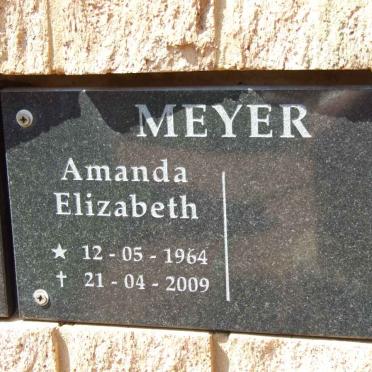 MEYER
Amanda
Elizabeth
★ 12 - 05 - 1964
✝ 21 - 04 - 2009